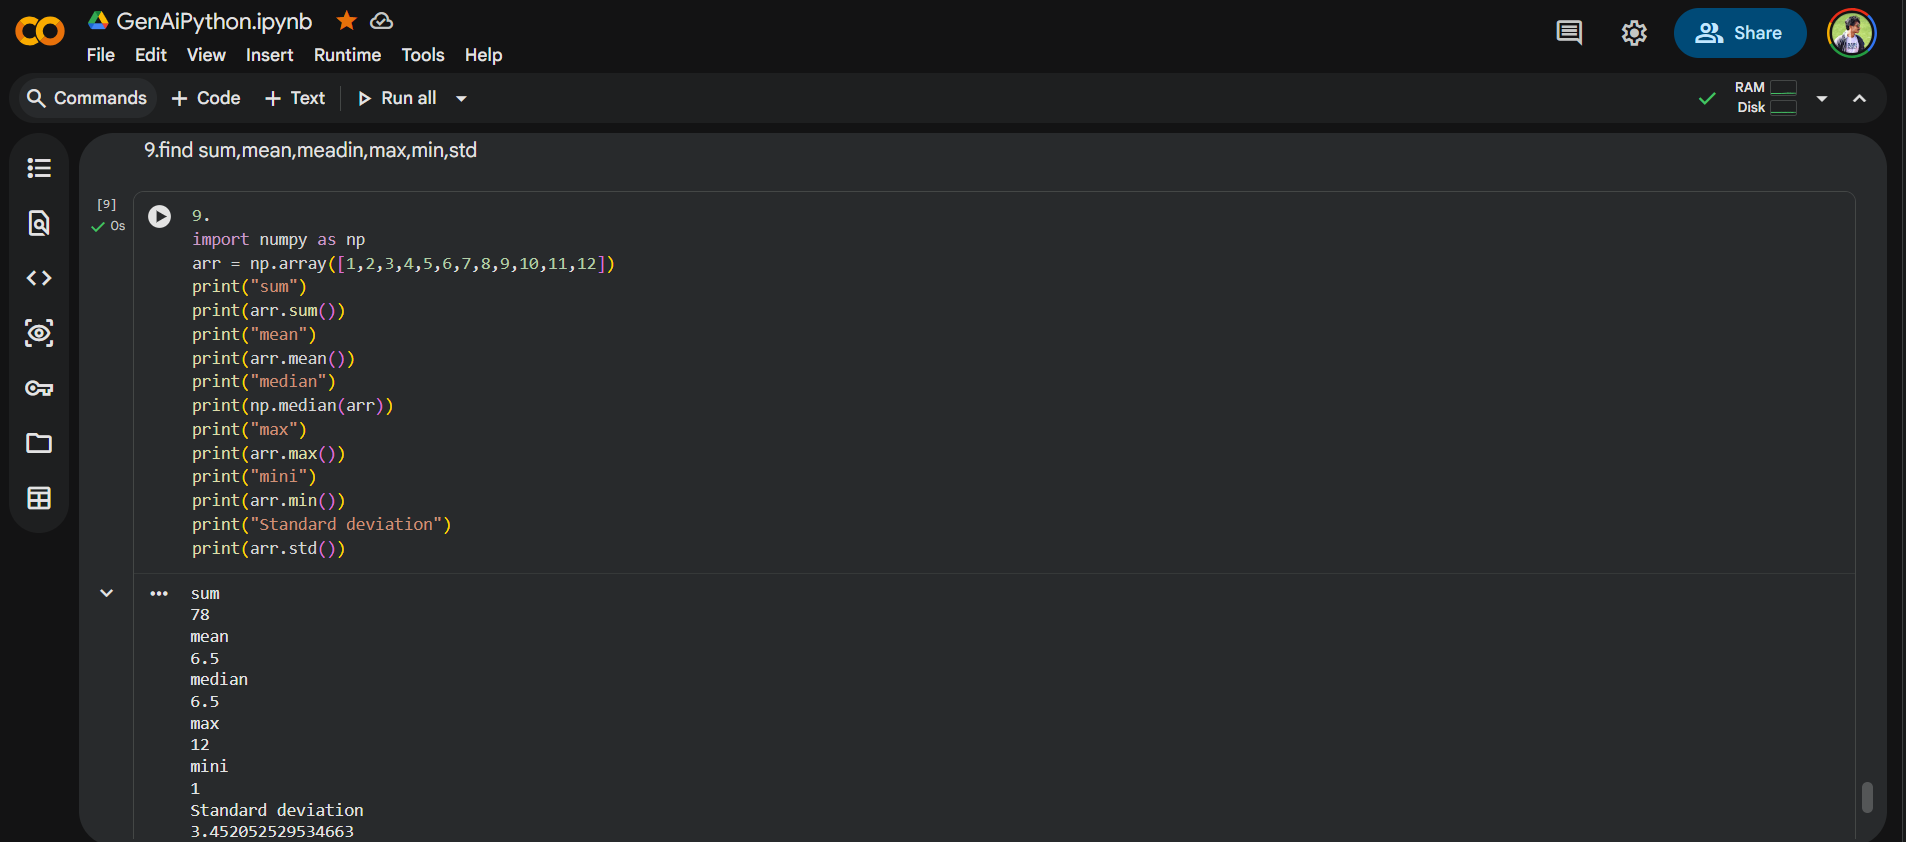 GenAiPython.ipynb
File Edit View Insert Runtime Tools Help
Share
Commands + Code + Text Run all
RAM
Disk
9.find sum,mean,meadin,max,min,std
[9]
0s
9.
import numpy as np
arr = np.array([1,2,3,4,5,6,7,8,9,10,11,12])
print("sum")
print(arr.sum())
print("mean")
print(arr.mean())
print("median")
print(np.median(arr))
print("max")
print(arr.max())
print("mini")
print(arr.min())
print("Standard deviation")
print(arr.std())
sum
78
mean
6.5
median
6.5
max
12
mini
1
Standard deviation
3.452052529534663